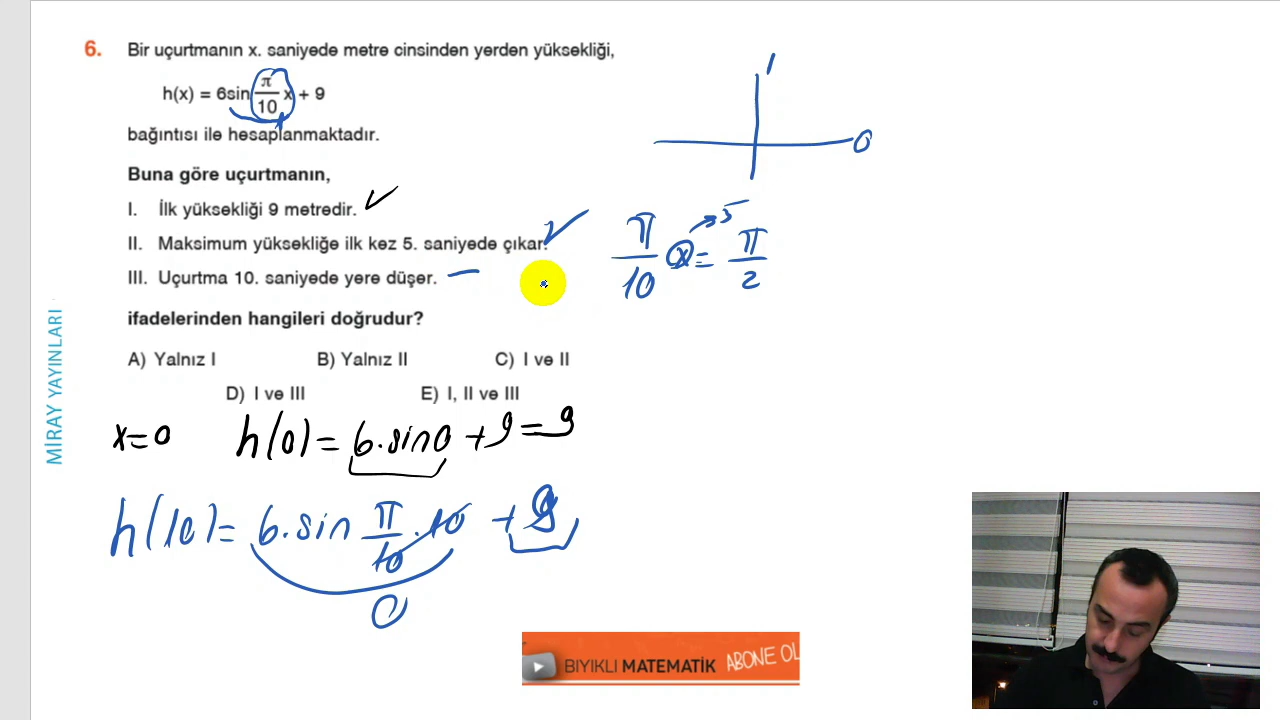 6. Bir uçurtmanın x. saniyede metre cinsinden yerden yüksekliği,
h(x) = 6sin π/10 x + 9
bağıntısı ile hesaplanmaktadır.
Buna göre uçurtmanın,
I. İlk yüksekliği 9 metredir.
II. Maksimum yüksekliğe ilk kez 5. saniyede çıkar.
III. Uçurtma 10. saniyede yere düşer.
ifadelerinden hangileri doğrudur?
A) Yalnız I B) Yalnız II C) I ve II
D) I ve III E) I, II ve III
MİRAY YAYINLARI
1
0
π/10 x = π/2
5
x=0 h(0) = 6.sin0 + 9 = 9
h(10) = 6.sin π/10 . 10 + 9
0
BIYIKLI MATEMATİK ABONE OL